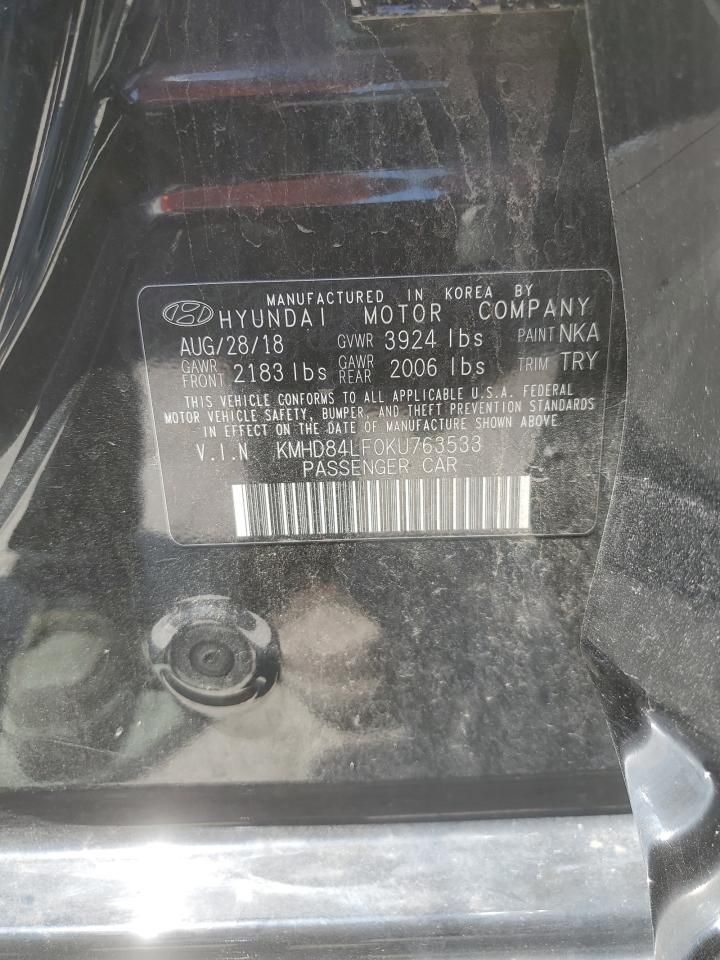 MANUFACTURED IN KOREA BY
HYUNDAI MOTOR COMPANY
AUG/28/18 GVWR 3924 lbs PAINT NKA
GAWR FRONT 2183 lbs GAWR REAR 2006 lbs TRIM TRY
THIS VEHICLE CONFORMS TO ALL APPLICABLE U.S.A. FEDERAL
MOTOR VEHICLE SAFETY, BUMPER, AND THEFT PREVENTION STANDARDS
IN EFFECT ON THE DATE OF MANUFACTURE SHOWN ABOVE
V.I.N KMHD84LF0KU763533
PASSENGER CAR